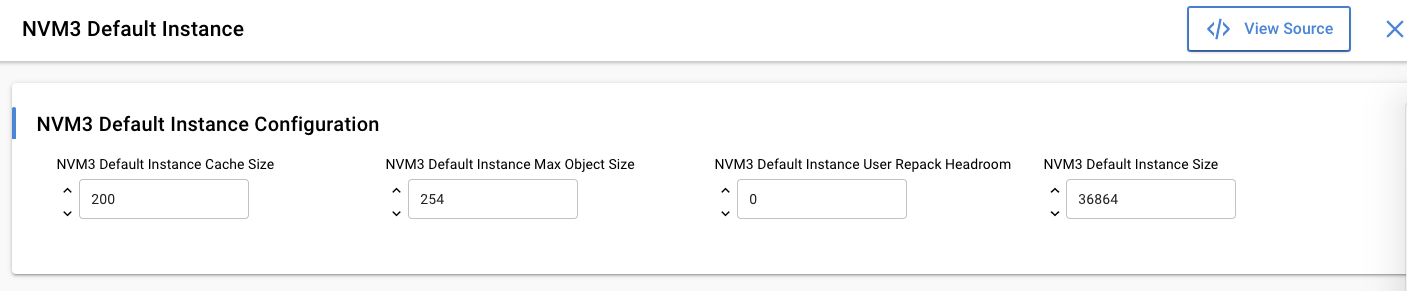 NVM3 Default Instance
</> View Source
NVM3 Default Instance Configuration
NVM3 Default Instance Cache Size
NVM3 Default Instance Max Object Size
NVM3 Default Instance User Repack Headroom
NVM3 Default Instance Size
200
254
0
36864